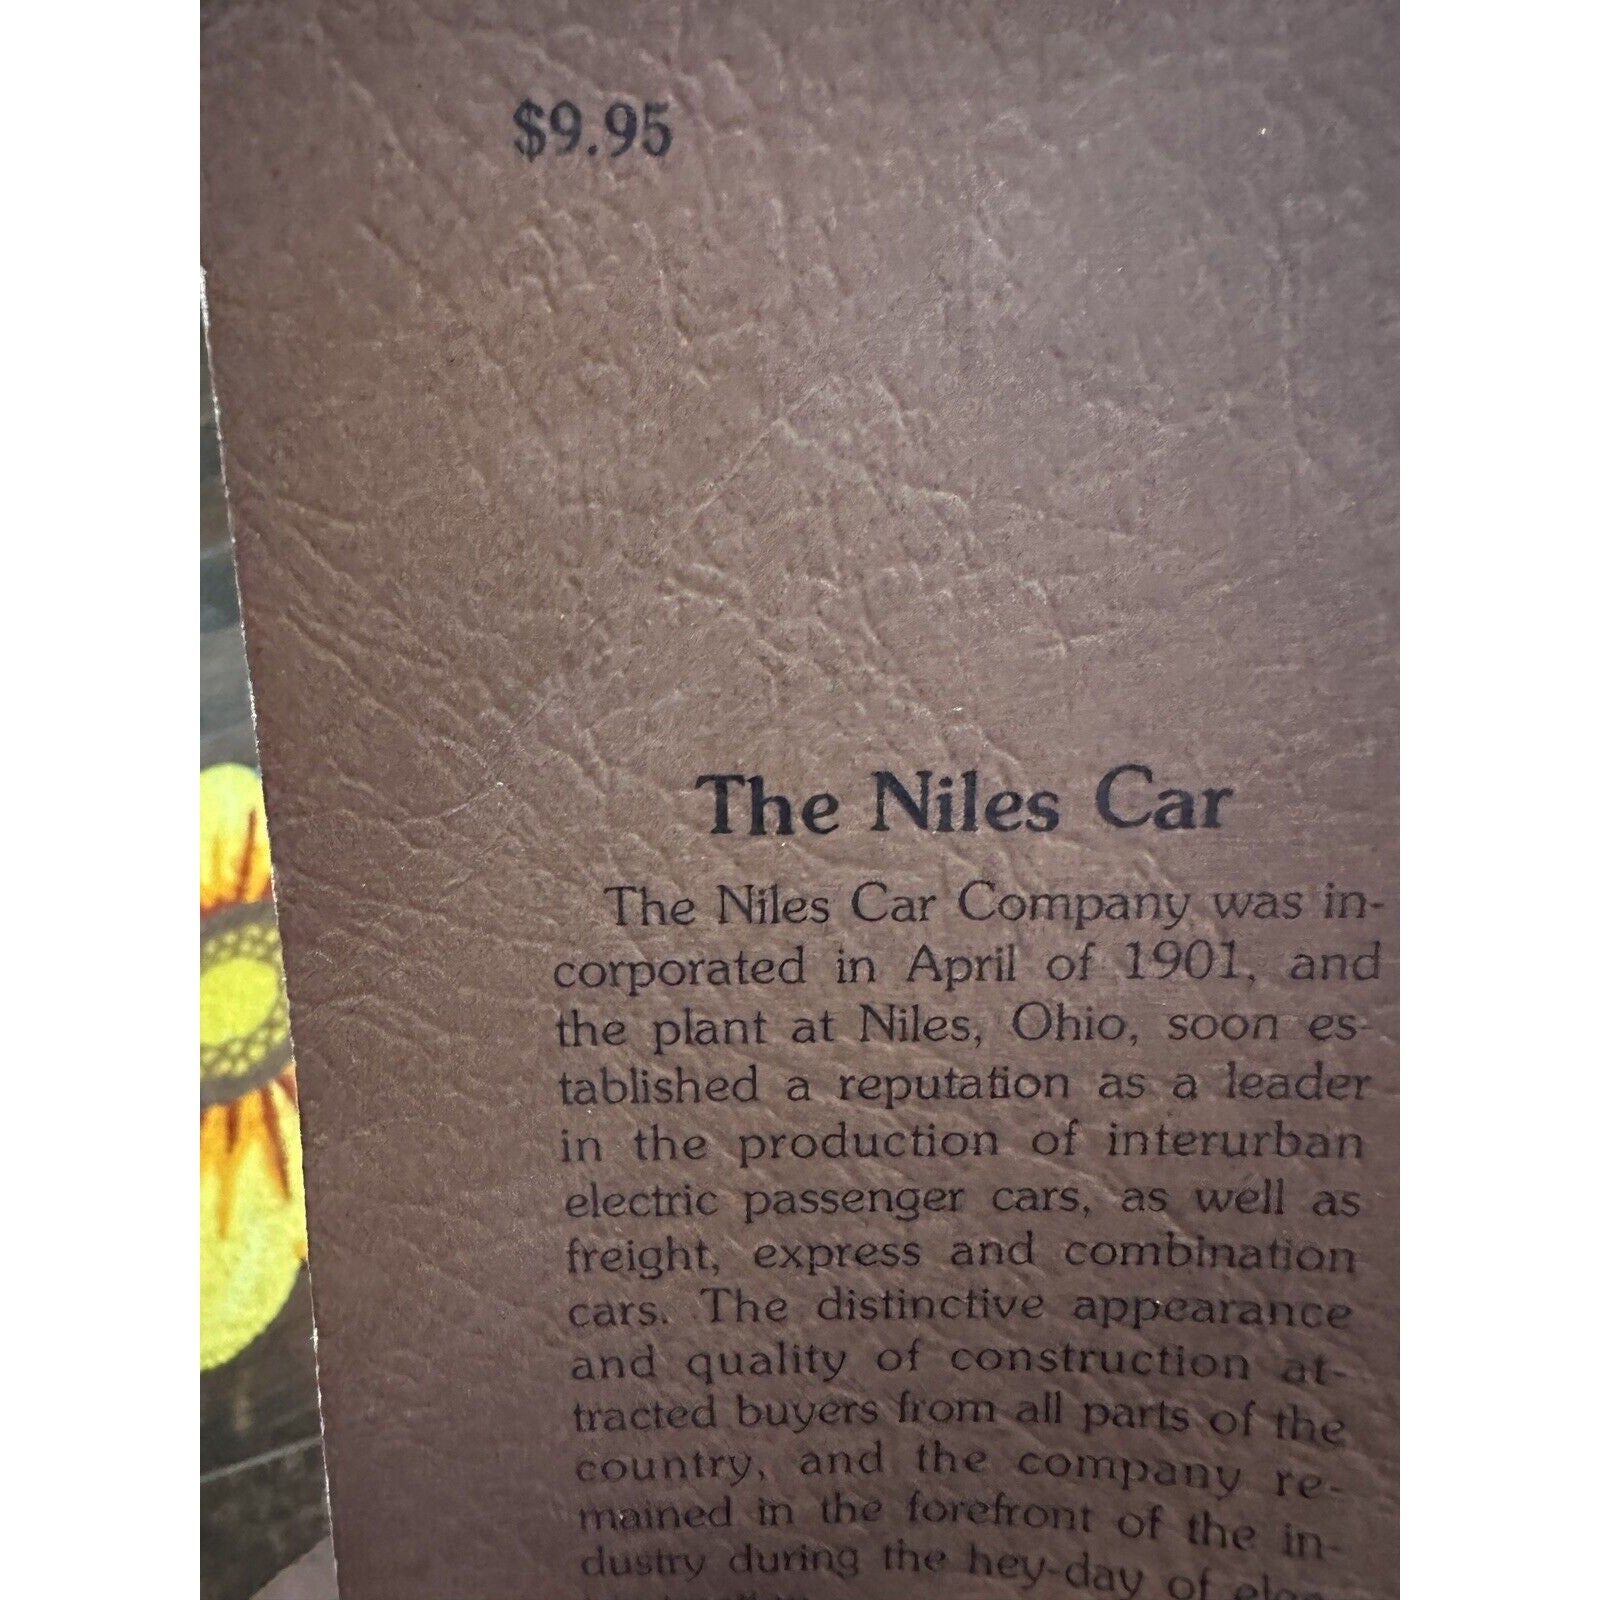 $9.95
The Niles Car
The Niles Car Company was in-
corporated in April of 1901, and
the plant at Niles, Ohio, soon es-
tablished a reputation as a leader
in the production of interurban
electric passenger cars, as well as
freight, express and combination
cars. The distinctive appearance
and quality of construction at-
tracted buyers from all parts of the
country, and the company re-
mained in the forefront of the in-
dustry during the hey-day of